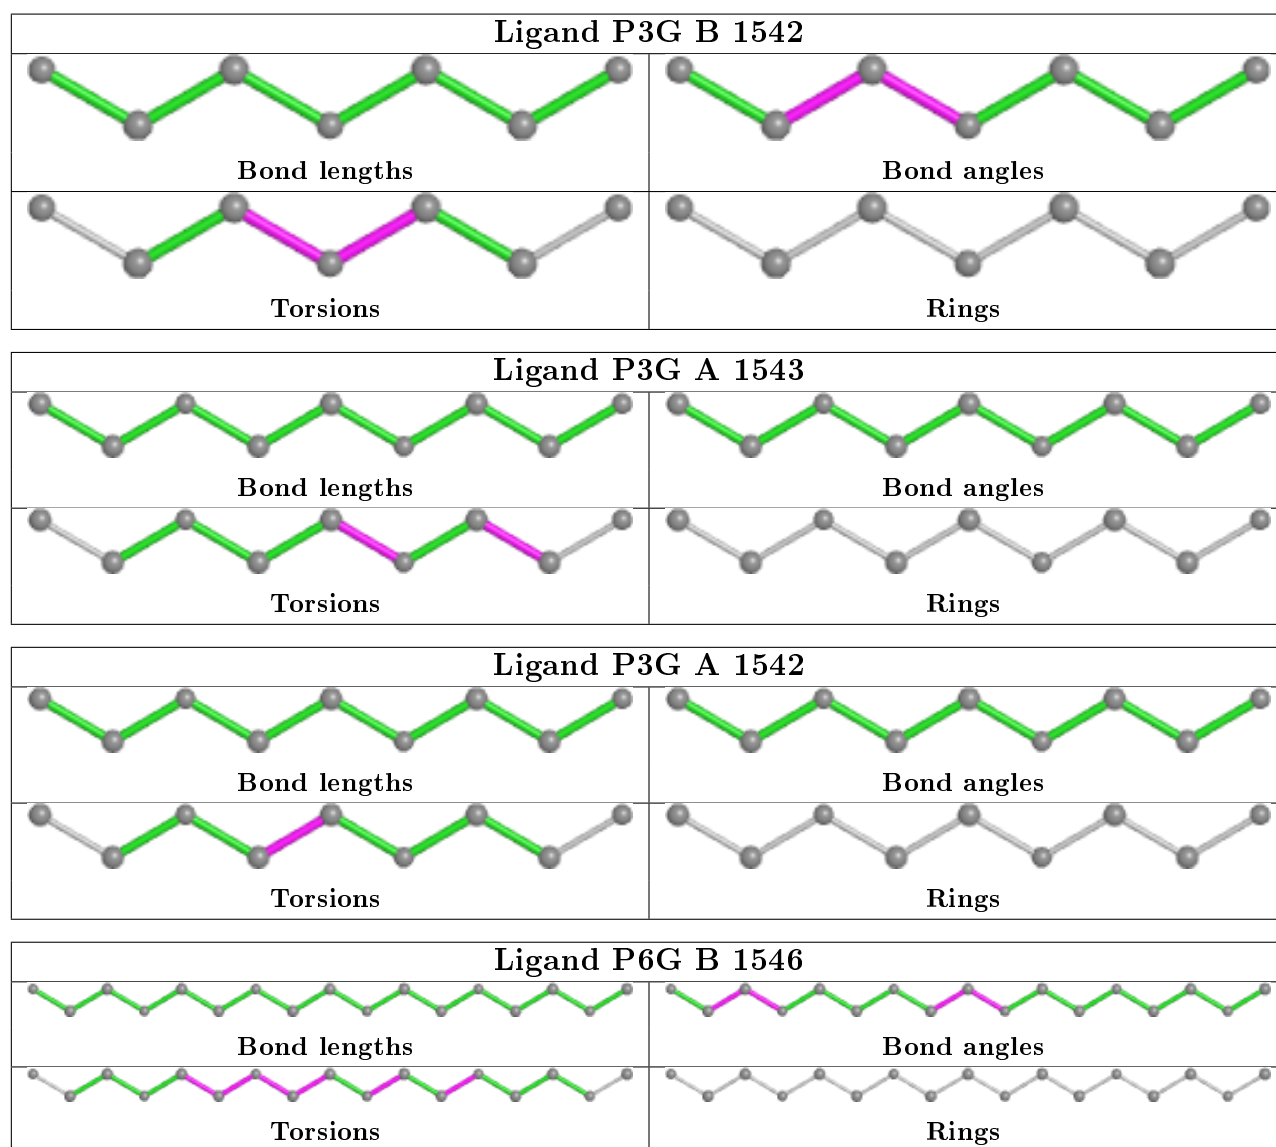 Ligand P3G B 1542
Bond lengths Bond angles
Torsions Rings
Ligand P3G A 1543
Bond lengths Bond angles
Torsions Rings
Ligand P3G A 1542
Bond lengths Bond angles
Torsions Rings
Ligand P6G B 1546
Bond lengths Bond angles
Torsions Rings